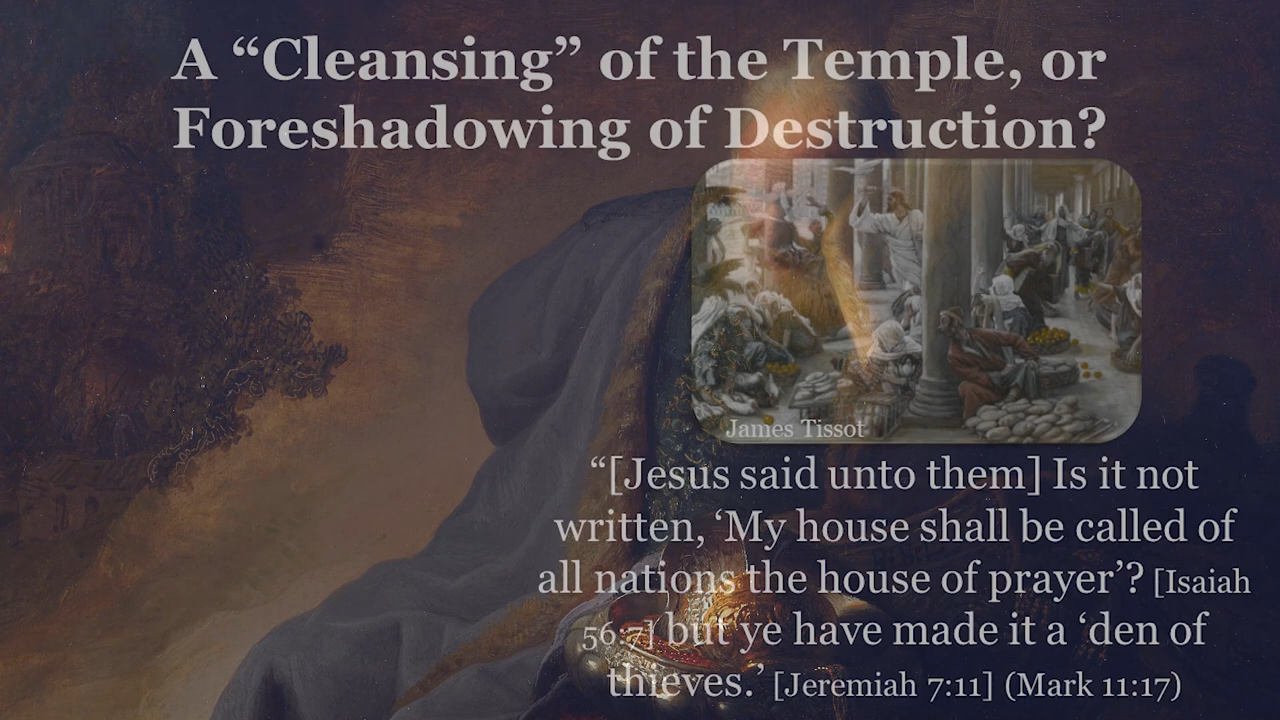 A “Cleansing” of the Temple, or
Foreshadowing of Destruction?
James Tissot
“[Jesus said unto them] Is it not
written, ‘My house shall be called of
all nations the house of prayer’? [Isaiah
56:7] but ye have made it a ‘den of
thieves.’ [Jeremiah 7:11] (Mark 11:17)